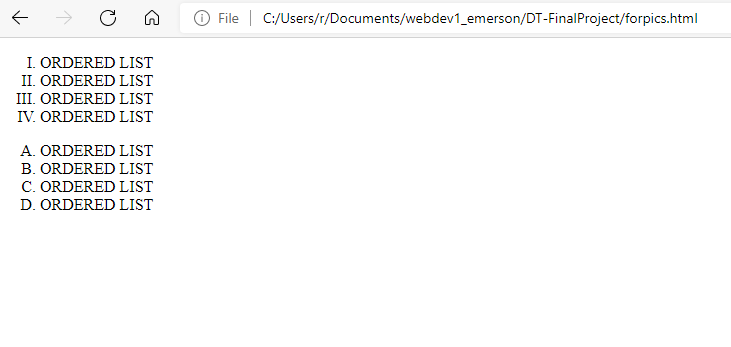 File C:/Users/r/Documents/webdev1_emerson/DT-FinalProject/forpics.html
I. ORDERED LIST
II. ORDERED LIST
III. ORDERED LIST
IV. ORDERED LIST
A. ORDERED LIST
B. ORDERED LIST
C. ORDERED LIST
D. ORDERED LIST